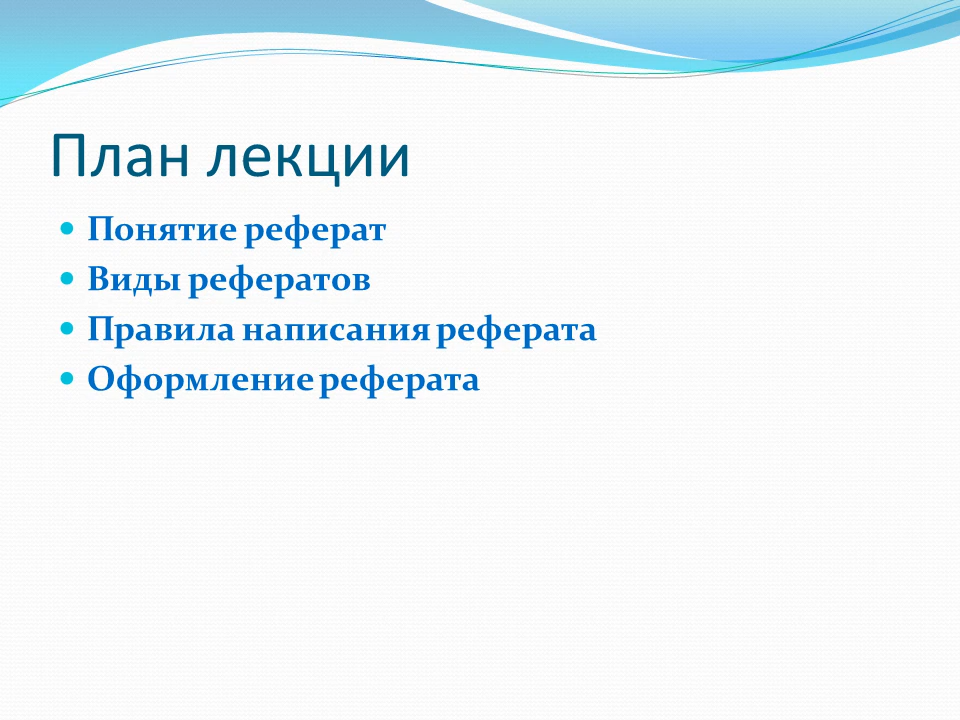 План лекции
Понятие реферат
Виды рефератов
Правила написания реферата
Оформление реферата